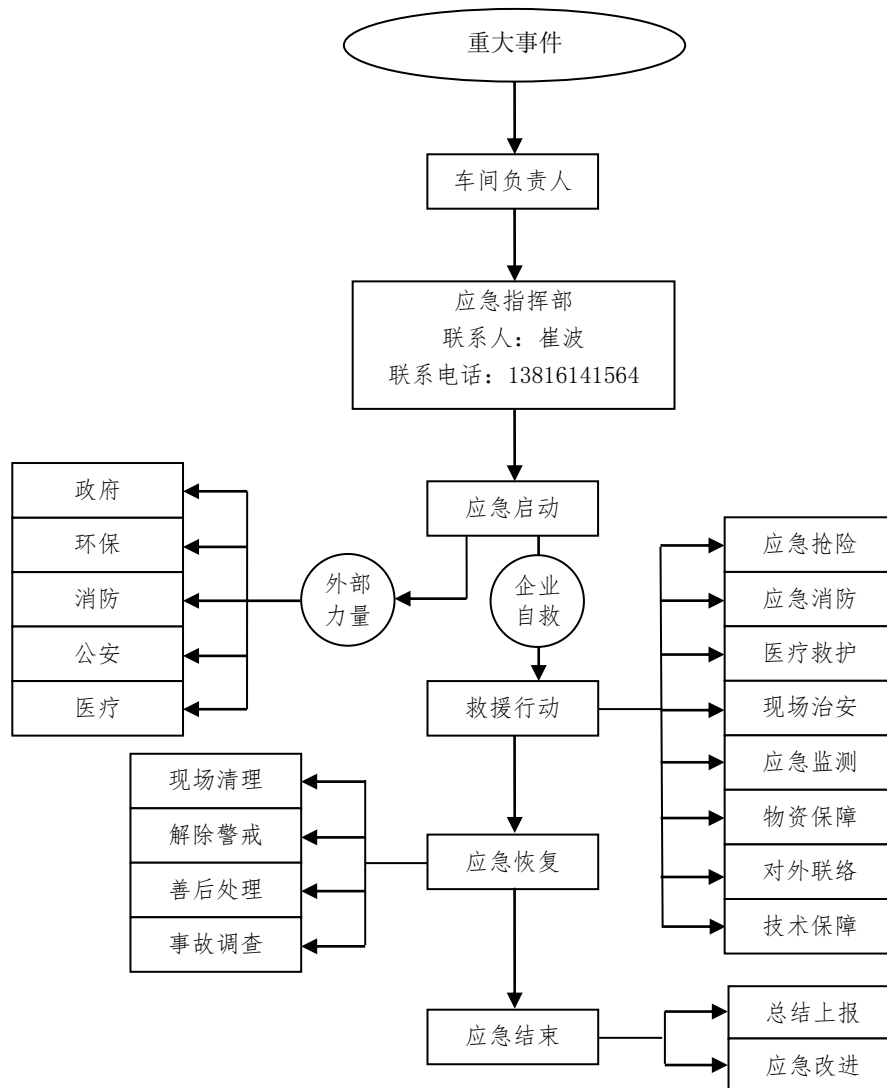 重大事件
车间负责人
应急指挥部
联系人：崔波
联系电话：13816141564
应急启动
政府
环保
消防
公安
医疗
外部
力量
企业
自救
应急抢险
应急消防
医疗救护
现场治安
应急监测
物资保障
对外联络
技术保障
救援行动
现场清理
解除警戒
善后处理
事故调查
应急恢复
应急结束
总结上报
应急改进